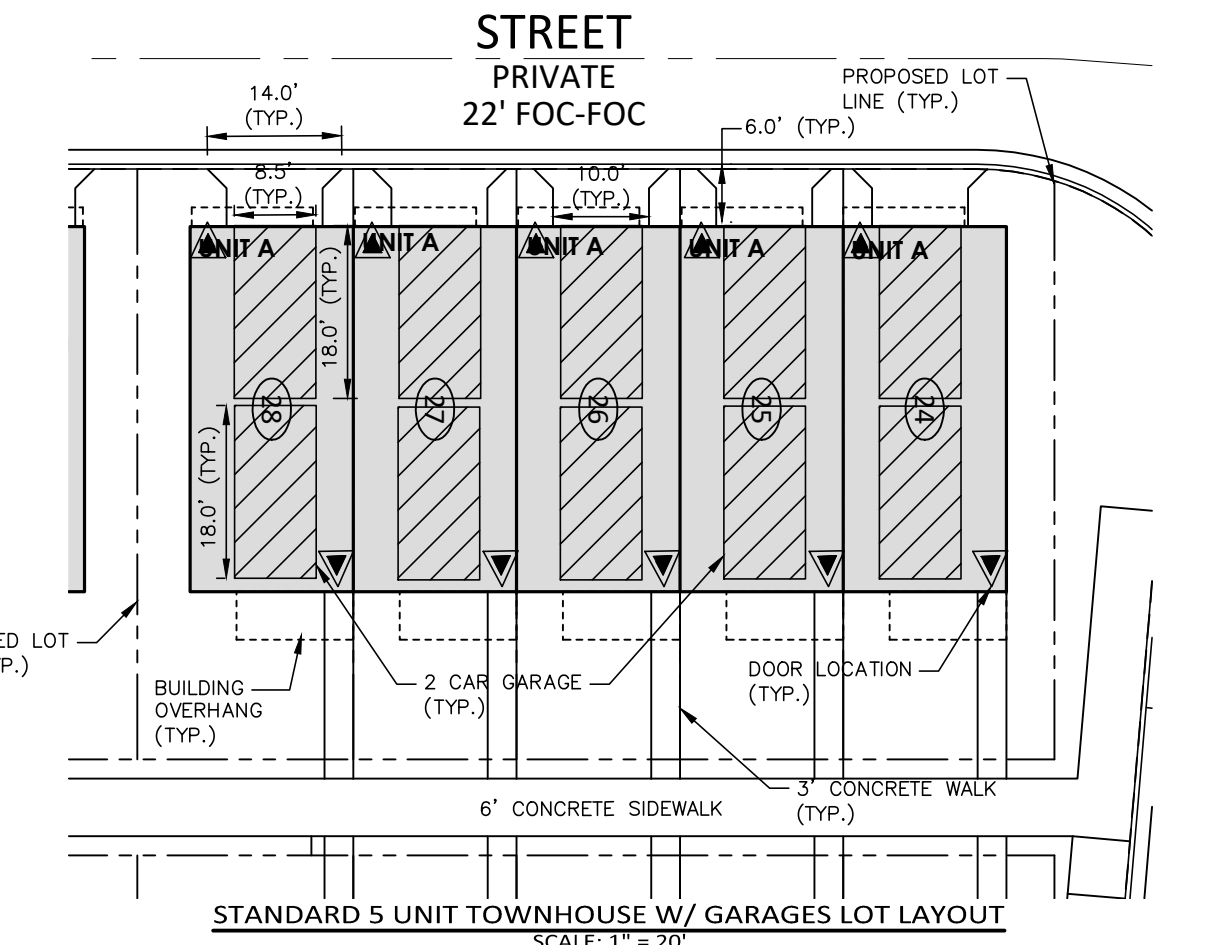 STREET
PRIVATE
22' FOC-FOC
PROPOSED LOT
LINE (TYP.)
14.0'
(TYP.)
6.0' (TYP.)
8.5'
(TYP.)
10.0'
(TYP.)
UNIT A
UNIT A
UNIT A
UNIT A
UNIT A
18.0' (TYP.)
28
27
26
25
24
18.0' (TYP.)
ED LOT
P.)
BUILDING
OVERHANG
(TYP.)
2 CAR GARAGE
(TYP.)
DOOR LOCATION
(TYP.)
3' CONCRETE WALK
(TYP.)
6' CONCRETE SIDEWALK
STANDARD 5 UNIT TOWNHOUSE W/ GARAGES LOT LAYOUT
SCALE: 1" = 20'